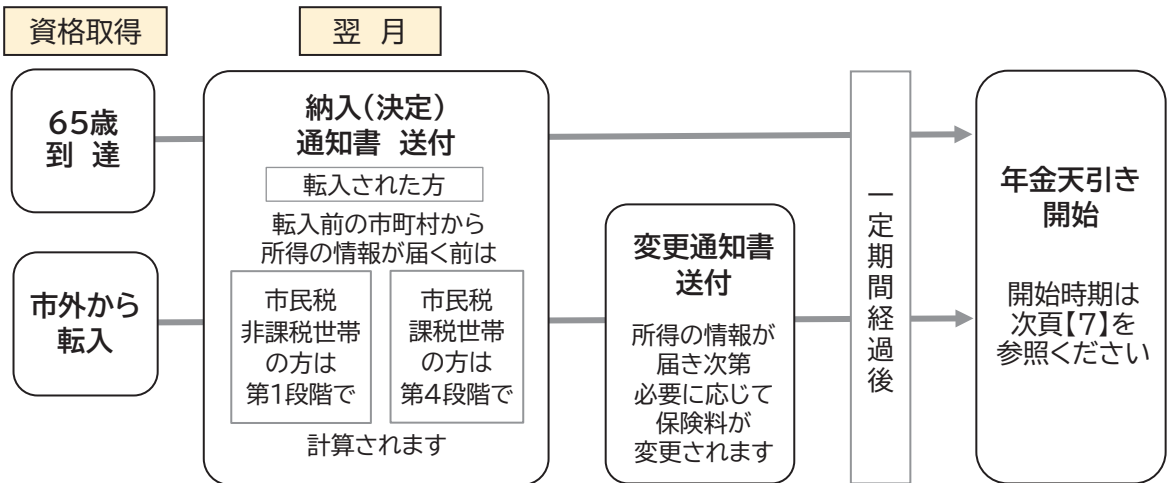 資格取得
翌 月
65歳
到 達
市外から
転入
納入(決定)
通知書 送付
転入された方
転入前の市町村から
所得の情報が届く前は
市民税
非課税世帯
の方は
第1段階で
市民税
課税世帯
の方は
第4段階で
計算されます
変更通知書
送付
所得の情報が
届き次第
必要に応じて
保険料が
変更されます
一定期間経過後
年金天引き
開始
開始時期は
次頁【7】を
参照ください